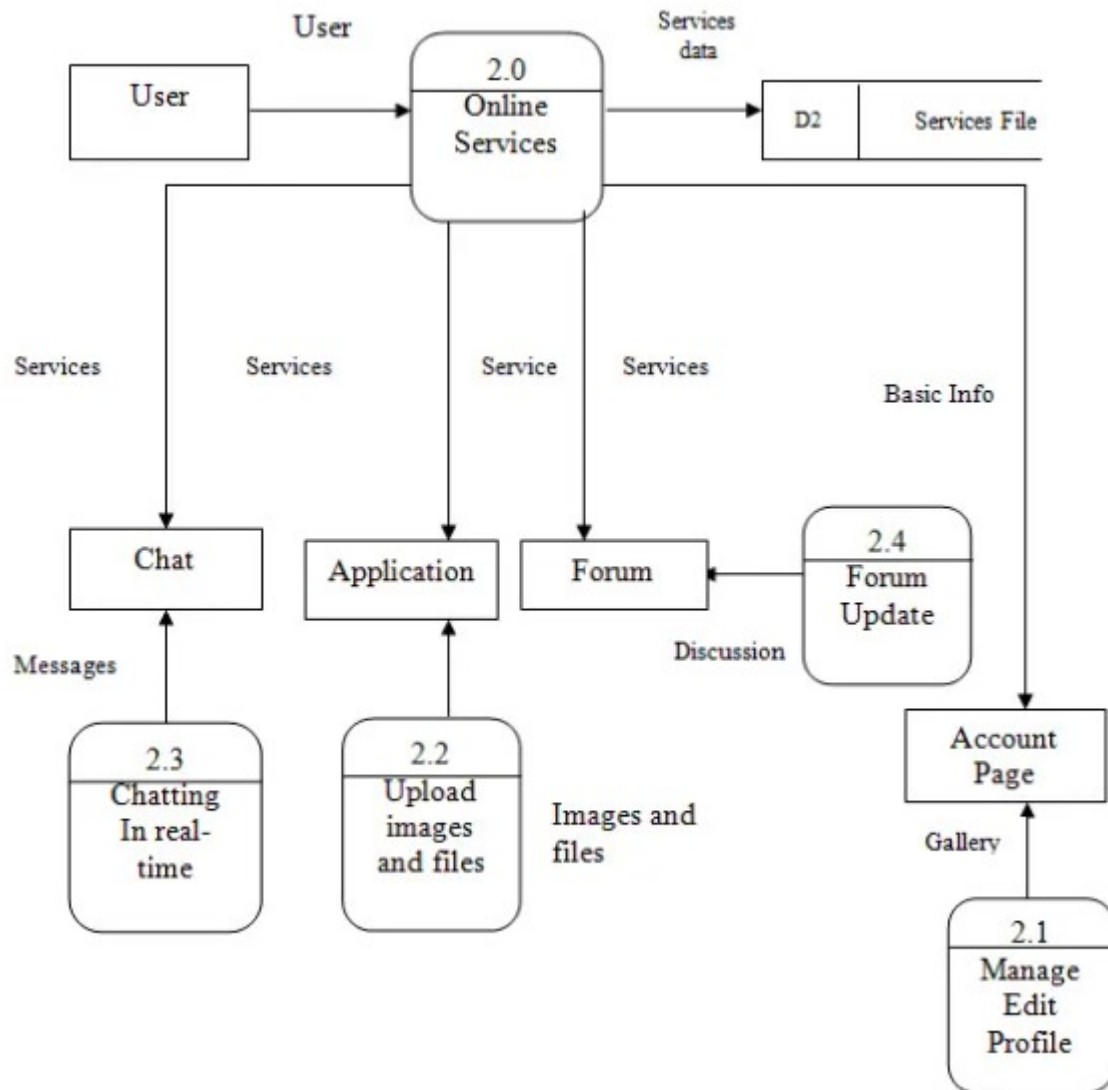 User
Services
data
User
2.0
Online
Services
D2
Services File
Services
Services
Service
Services
Basic Info
Chat
Application
Forum
2.4
Forum
Update
Messages
Discussion
2.3
Chatting
In real-
time
2.2
Upload
images
and files
Images and
files
Account
Page
Gallery
2.1
Manage
Edit
Profile